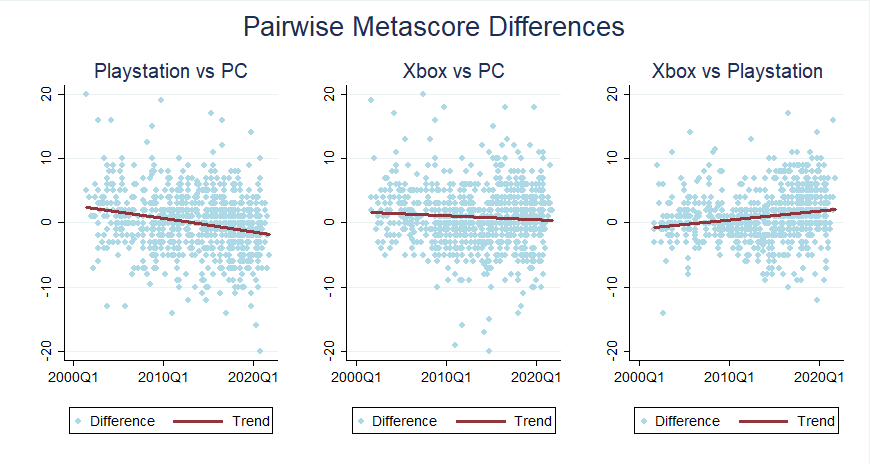 Pairwise Metascore Differences
Playstation vs PC
20
10
0
-10
-20
2000Q1 2010Q1 2020Q1
Difference Trend
Xbox vs PC
20
10
0
-10
-20
2000Q1 2010Q1 2020Q1
Difference Trend
Xbox vs Playstation
20
10
0
-10
-20
2000Q1 2010Q1 2020Q1
Difference Trend